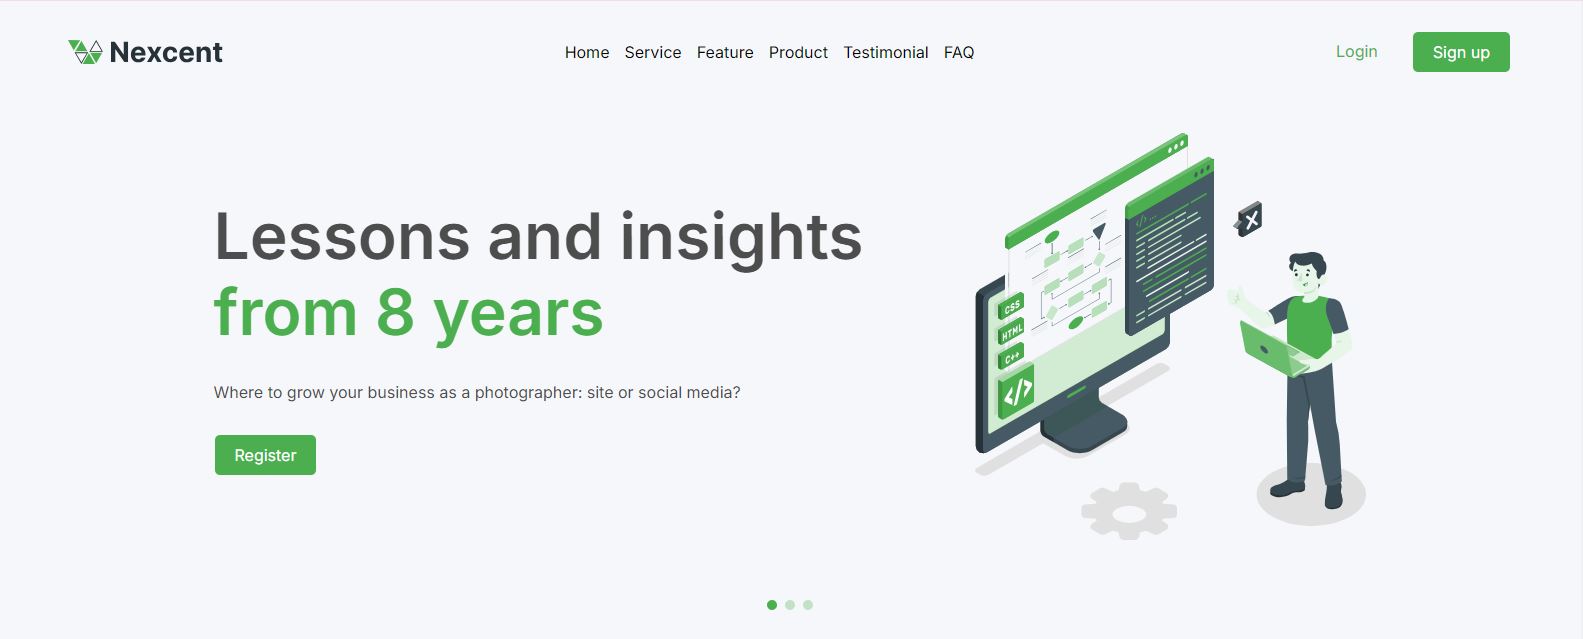 Nexcent
Home Service Feature Product Testimonial FAQ
Login
Sign up
Lessons and insights
from 8 years
Where to grow your business as a photographer: site or social media?
Register
CSS
HTML
C++
</>